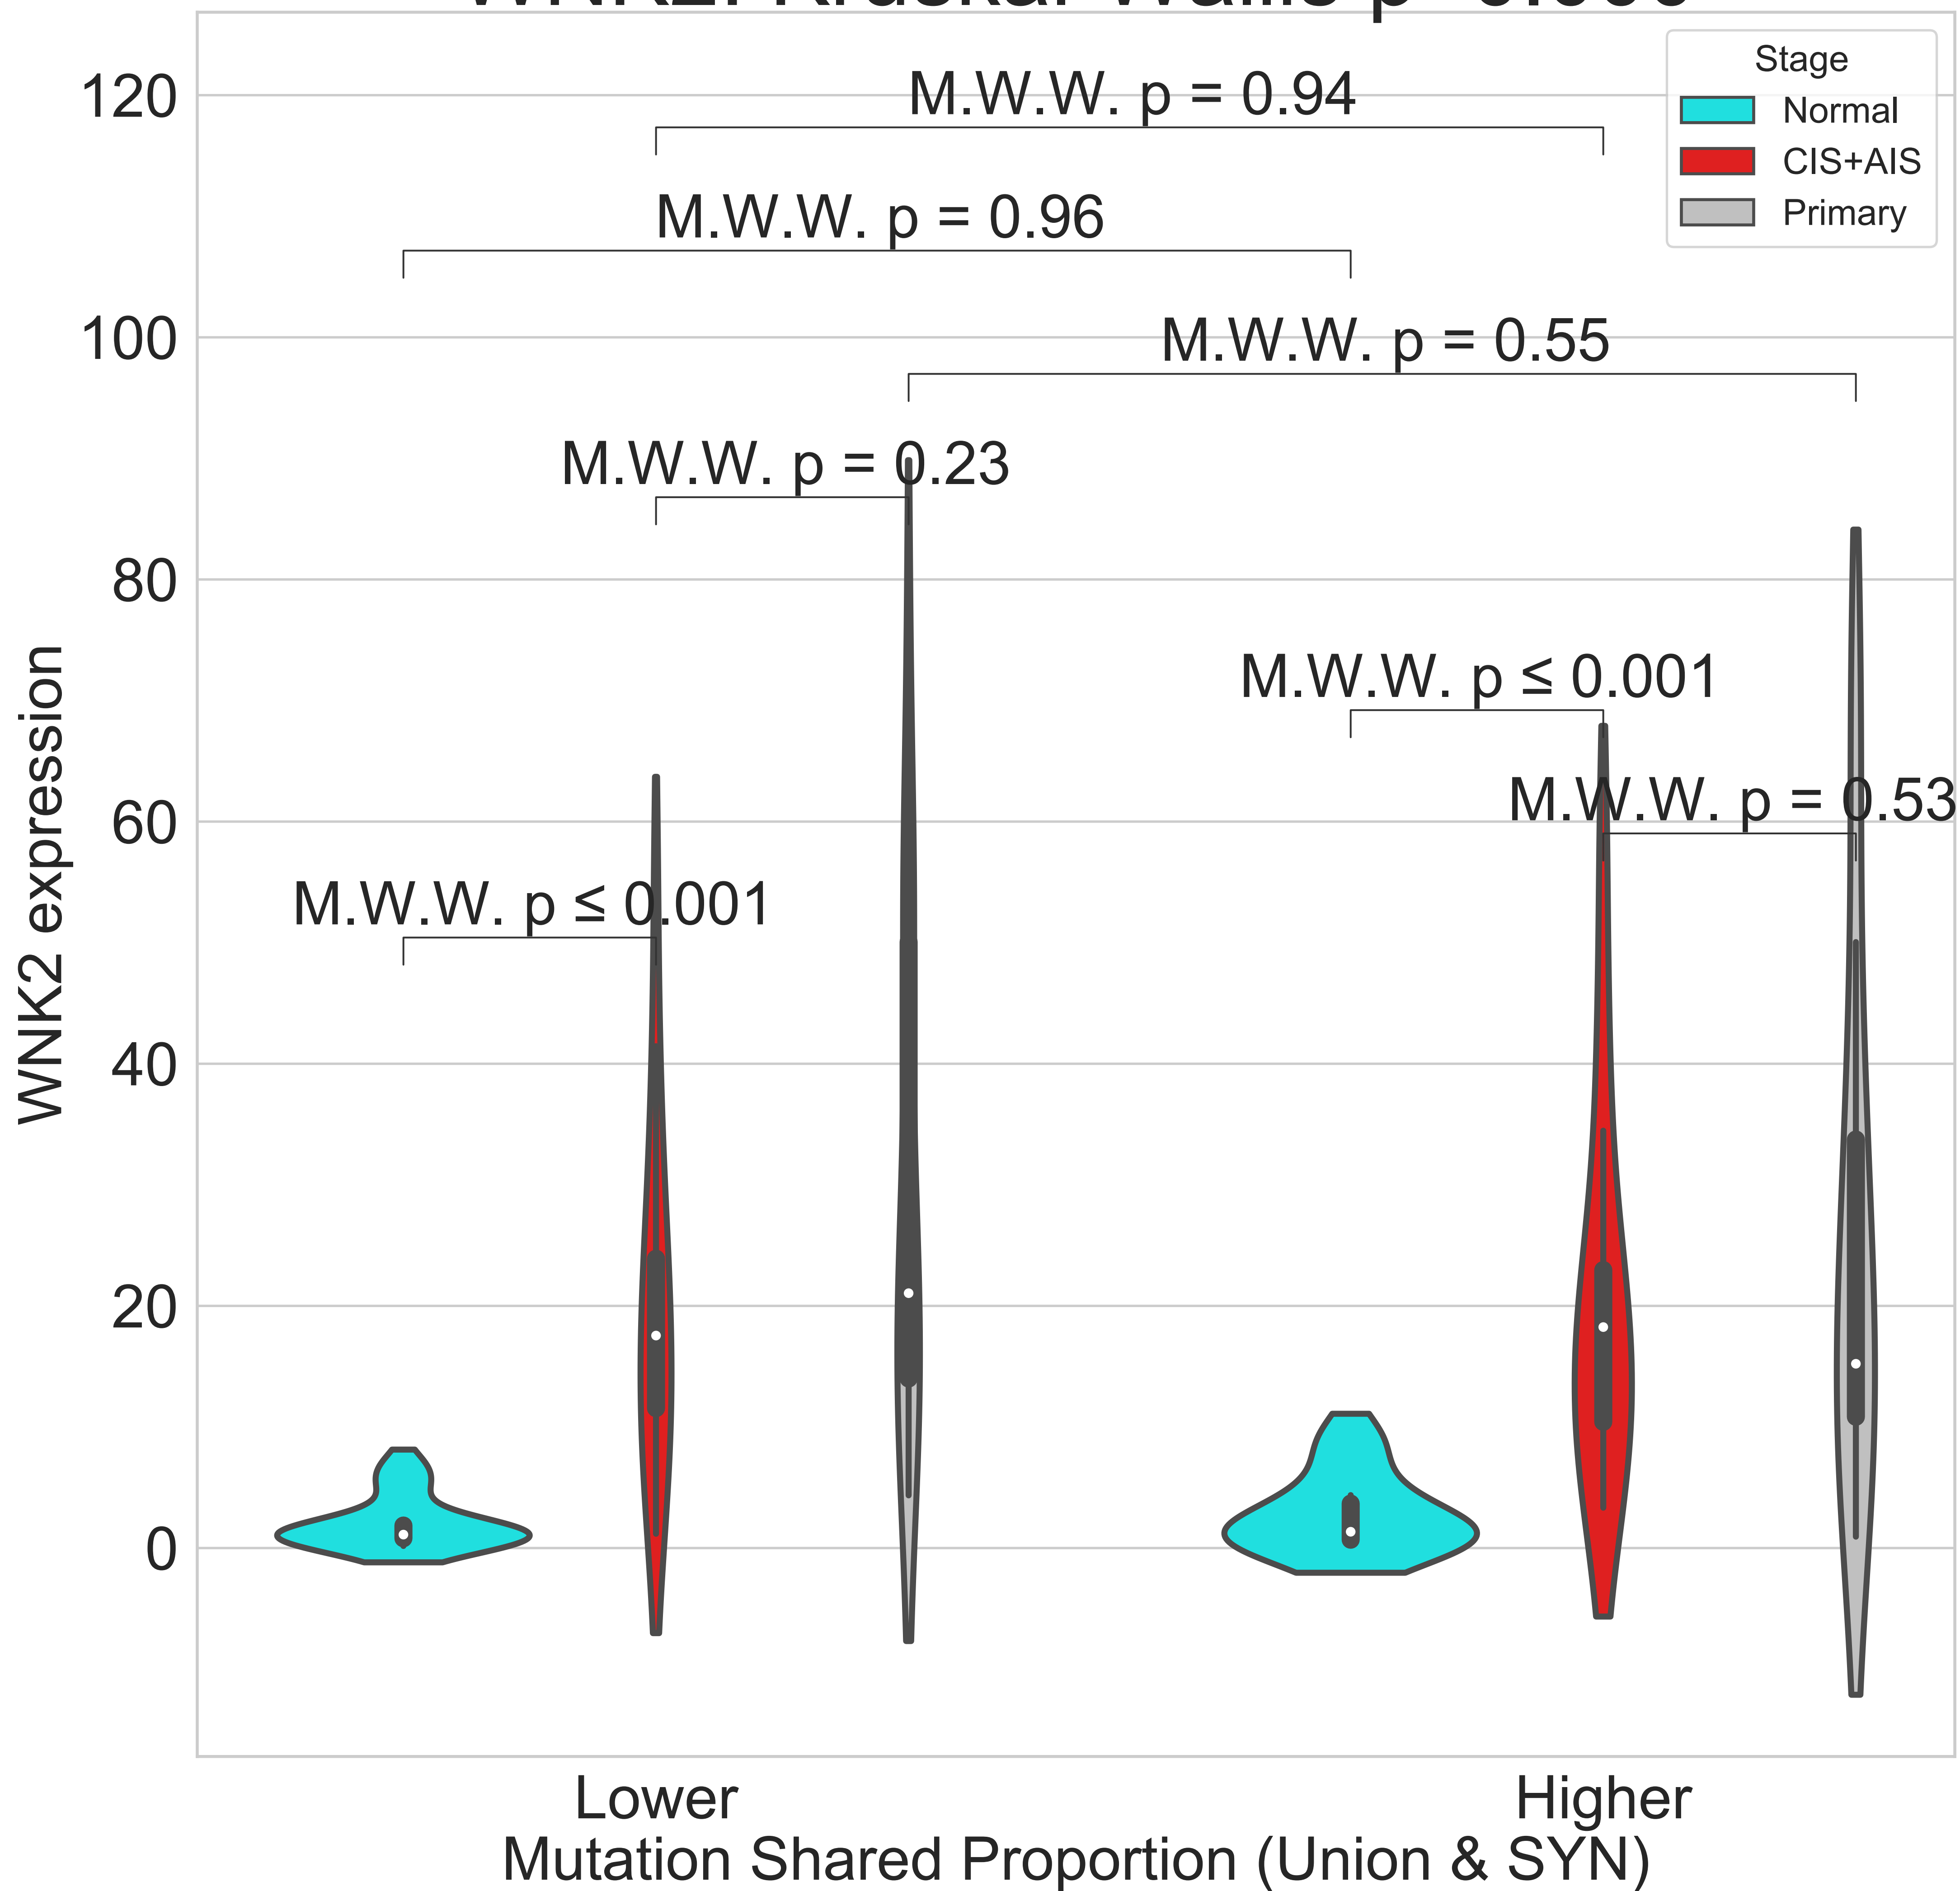 Stage
Normal
CIS+AIS
Primary
M.W.W. p = 0.94
M.W.W. p = 0.96
M.W.W. p = 0.55
M.W.W. p = 0.23
M.W.W. p ≤ 0.001
M.W.W. p = 0.53
M.W.W. p ≤ 0.001
120
100
80
60
40
20
0
WNK2 expression
Lower
Higher
Mutation Shared Proportion (Union & SYN)